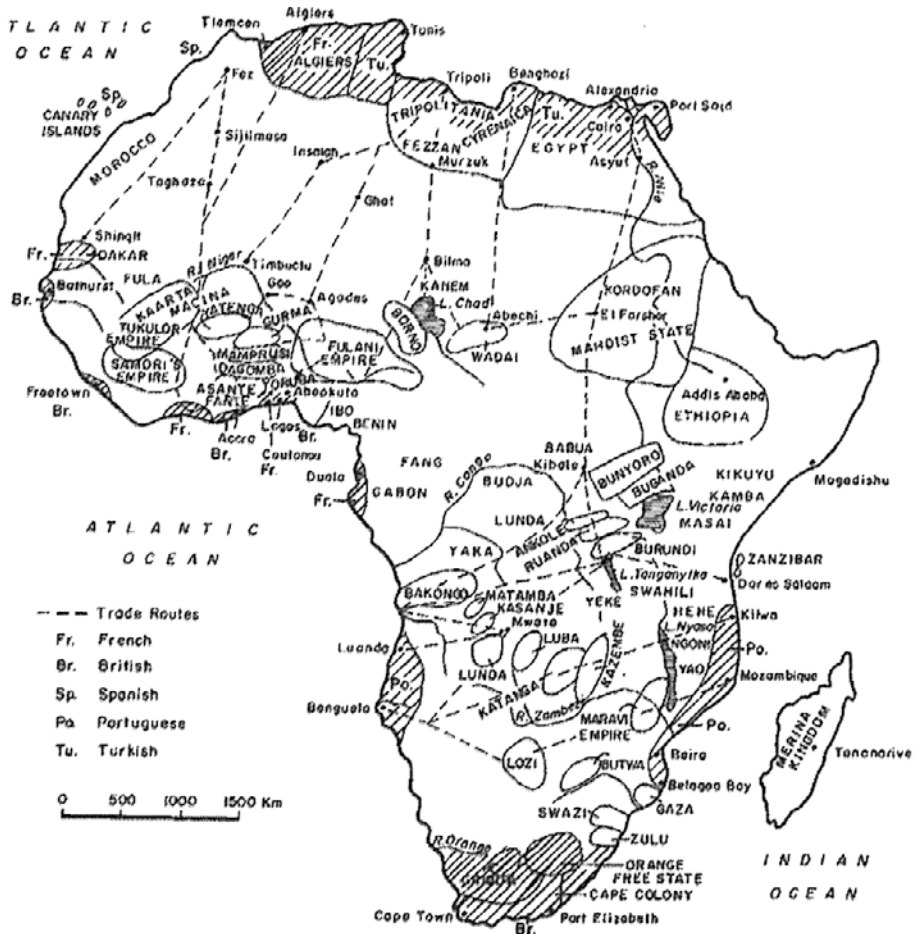 Algiers
TLANTIC
OCEAN
Tlemcen
Tunis
Sp.
Fr.
ALGIERS
Tu.
Fez
Tripoli
Benghazi
Alexandria
Port Said
Sp
CANARY
ISLANDS
TRIPOLITANIA
CYRENAICA
Tu.
Cairo
EGYPT
MOROCCO
Sijilmasa
Insalah
FEZZAN
Murzuk
Asyut
R. Nile
Taghaza
Ghat
Shingit
Fr.
DAKAR
R. Niger
Timbuctu
Bilma
FULA
Bathurst
Br.
KAARTA
MACINA
Gao
Agades
KANEM
L. Chad
KORDOFAN
YATENGA
GURMA
BORNO
Abechi
El Farsher
TUKULOR
EMPIRE
MAMPRUSI
FULANI
EMPIRE
WADAI
MAHDIST STATE
SAMORI'S
EMPIRE
DAGOMBA
YORUBA
Freetown
Br.
ASANTE
FANTE
Abeokuta
Addis Ababa
ETHIOPIA
IBO
BENIN
Fr.
Accra
Br.
Lagos
Br.
Coutonou
Fr.
BABUA
Kibale
BUNYORO
FANG
BUDJA
R. Congo
BUGANDA
KIKUYU
KAMBA
Mogadishu
Duala
Fr.
GABON
L. Victoria
MASAI
LUNDA
ANKOLE
RUANDA
ATLANTIC
OCEAN
YAKA
BURUNDI
ZANZIBAR
BAKONGO
MATAMBA
KASANJE
YEKE
L. Tanganyika
SWAHILI
Dar es Salaam
Mwata
HEHE
Kilwa
--- Trade Routes
Luanda
LUBA
KAZEMBE
L. Nyasa
NGONI
Fr. French
Po.
LUNDA
YAO
Po.
Br. British
KATANGA
Mozambique
Sp. Spanish
Benguela
R. Zambe
MARAVI
EMPIRE
Po.
Po. Portuguese
Tu. Turkish
LOZI
BUTWA
Beira
MERINA
KINGDOM
Tananarive
0 500 1000 1500 Km
Delagoa Bay
GAZA
SWAZI
ZULU
R. Orange
ORANGE
FREE STATE
GRIQUA
CAPE COLONY
INDIAN
OCEAN
Cape Town
Br.
Port Elizabeth